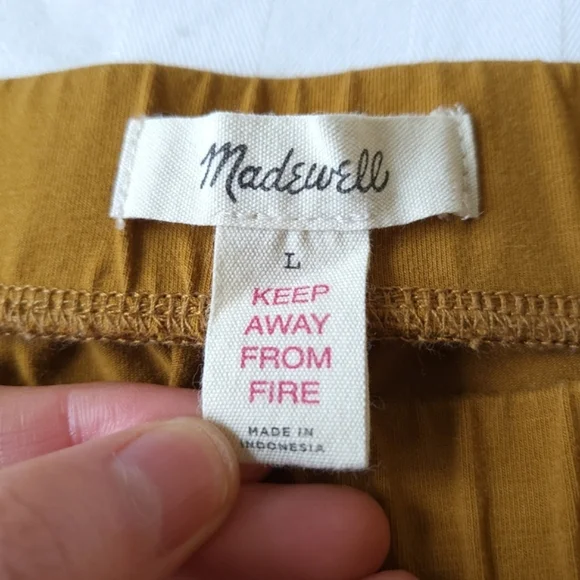 Madewell
L
KEEP
AWAY
FROM
FIRE
MADE IN
INDONESIA